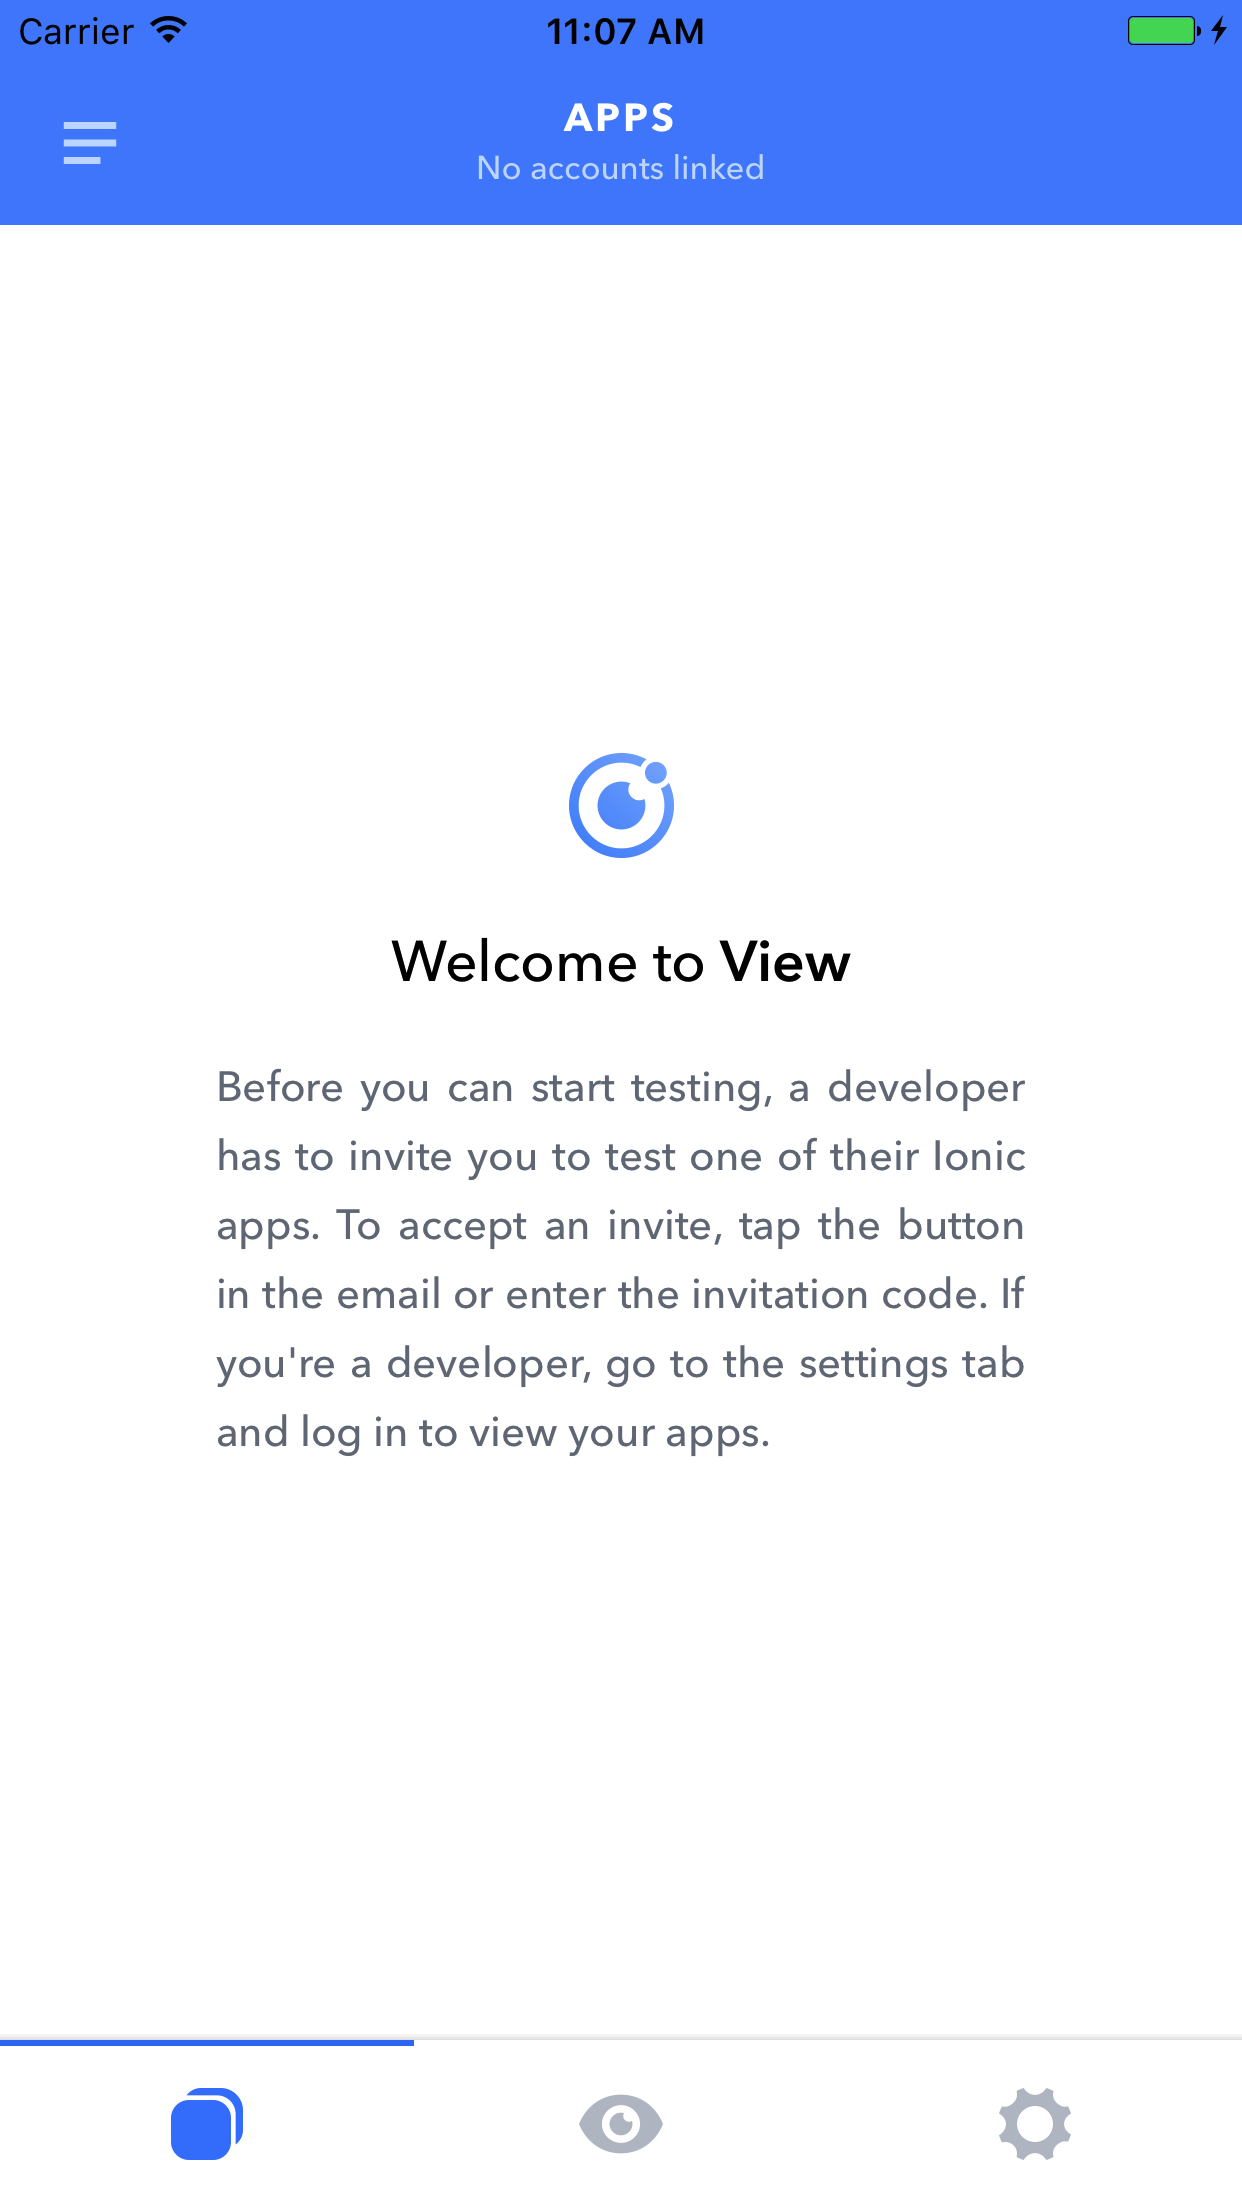 Carrier 11:07 AM
APPS
No accounts linked
Welcome to View
Before you can start testing, a developer
has to invite you to test one of their Ionic
apps. To accept an invite, tap the button
in the email or enter the invitation code. If
you're a developer, go to the settings tab
and log in to view your apps.